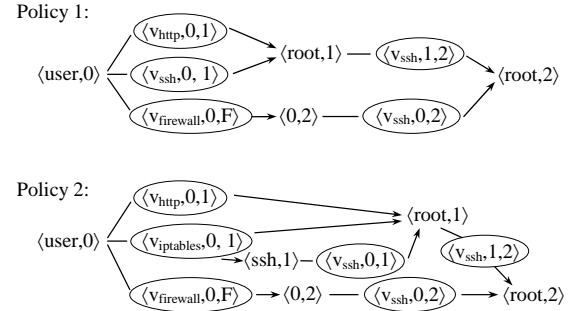 Policy 1:
⟨v_http,0,1⟩
⟨root,1⟩
⟨v_ssh,1,2⟩
⟨user,0⟩
⟨v_ssh,0, 1⟩
⟨root,2⟩
⟨v_firewall,0,F⟩
⟨0,2⟩
⟨v_ssh,0,2⟩
Policy 2:
⟨v_http,0,1⟩
⟨root,1⟩
⟨user,0⟩
⟨v_iptables,0, 1⟩
⟨v_ssh,1,2⟩
⟨ssh,1⟩
⟨v_ssh,0,1⟩
⟨v_firewall,0,F⟩
⟨0,2⟩
⟨v_ssh,0,2⟩
⟨root,2⟩